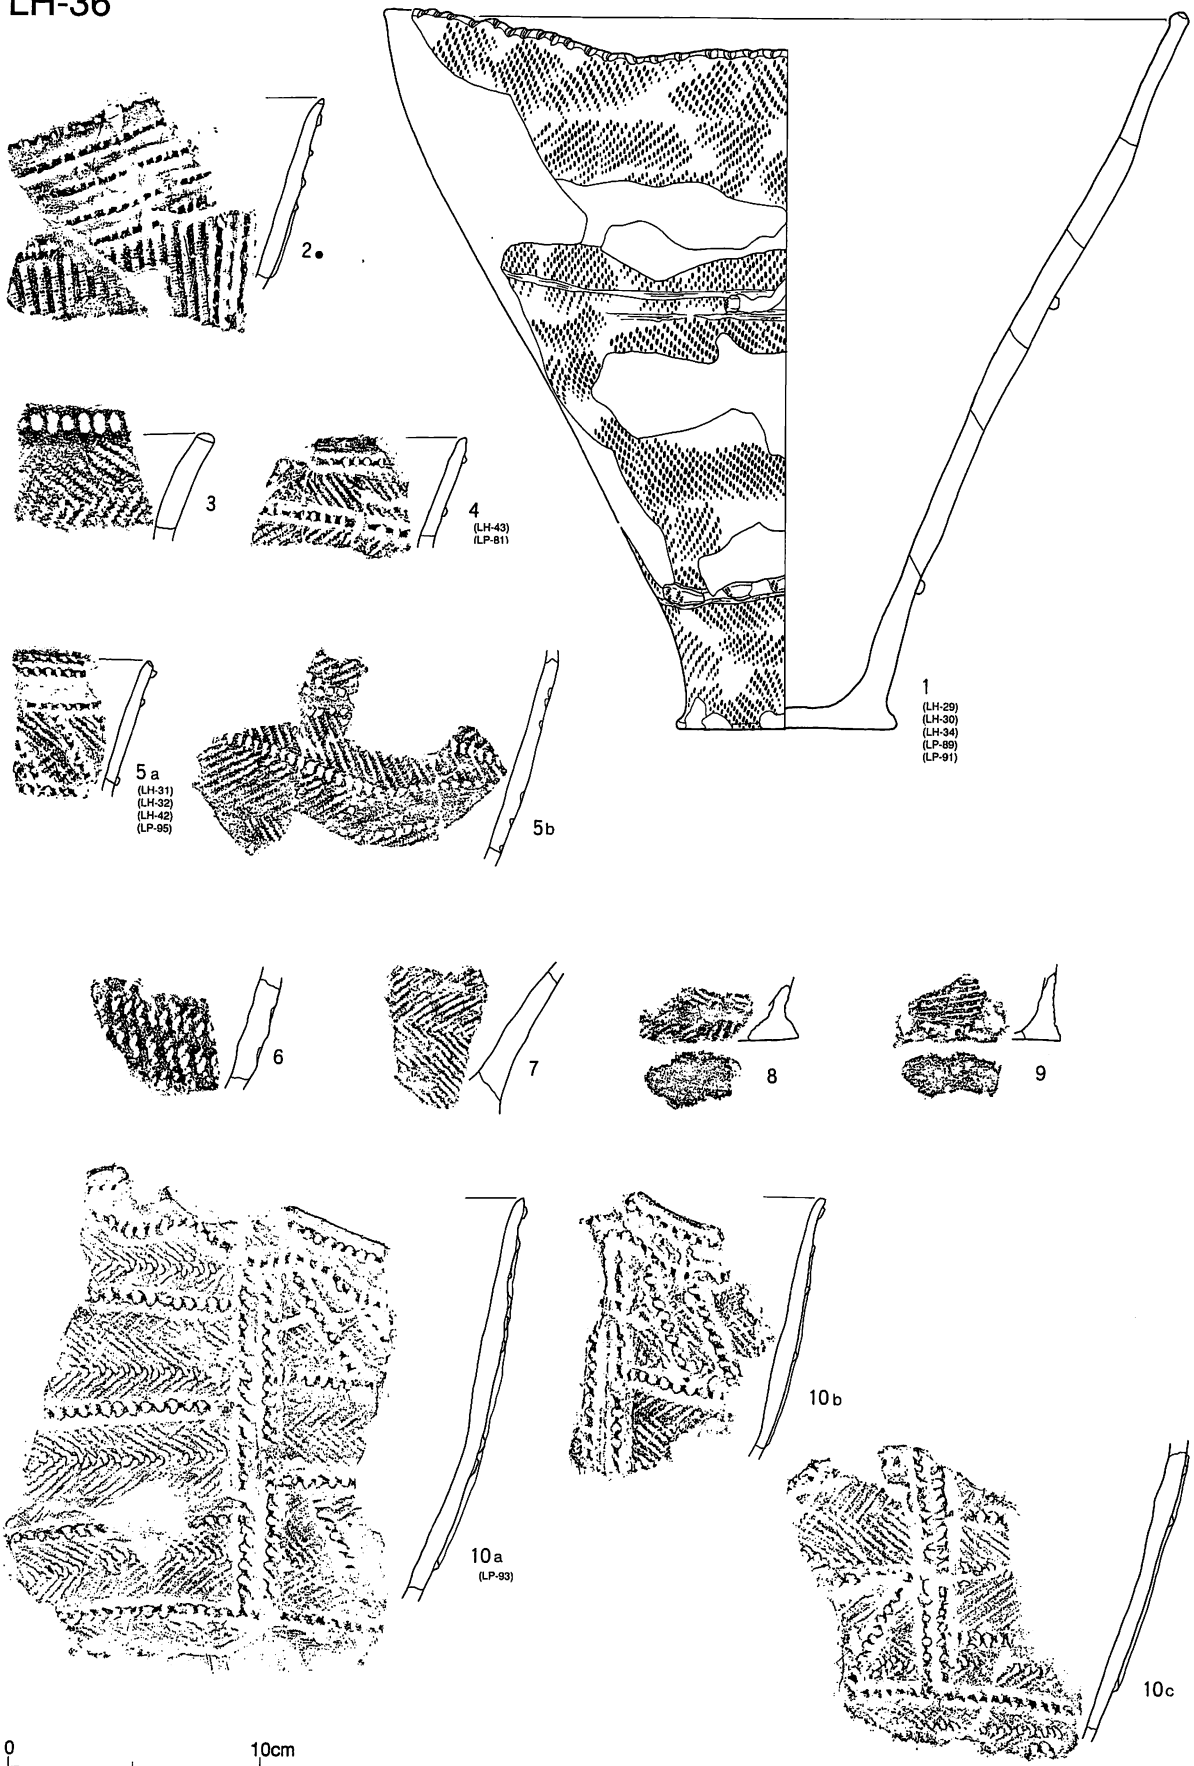 LH-36
2●
3
4
(LH-43)
(LP-81)
1
(LH-29)
(LH-30)
(LH-34)
(LP-89)
(LP-91)
5a
(LH-31)
(LH-32)
(LH-42)
(LP-95)
5b
6
7
8
9
10a
(LP-93)
10b
10c
0 10cm